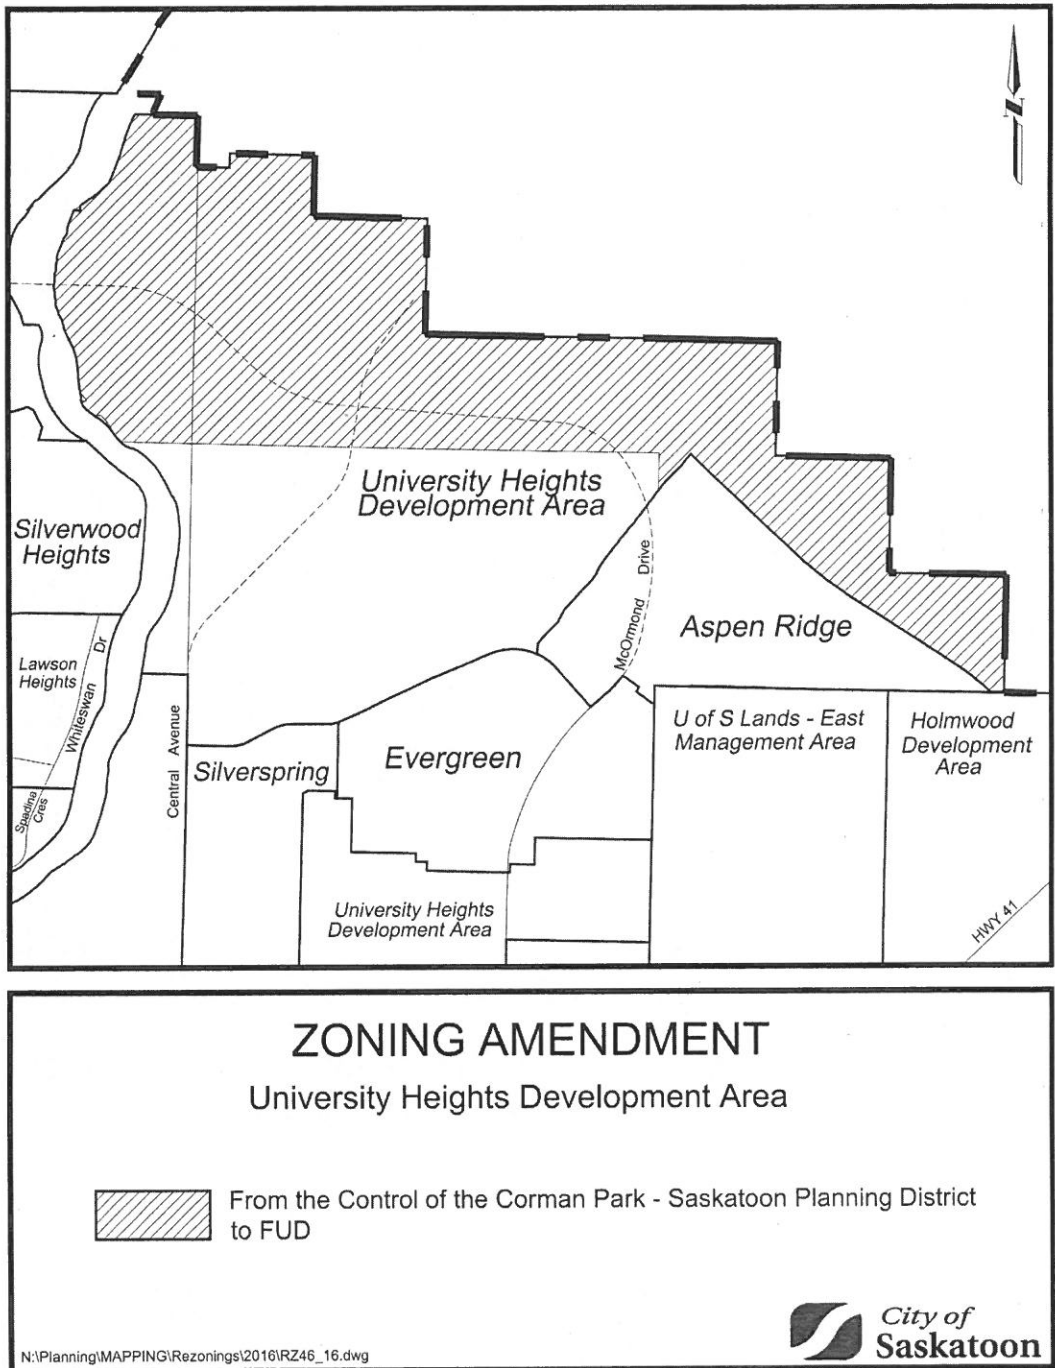 N
University Heights
Development Area
Silverwood
Heights
Drive
McOrmond
Aspen Ridge
Lawson
Heights
Dr
Whiteswan
Central Avenue
U of S Lands - East
Management Area
Holmwood
Development
Area
Evergreen
Silverspring
Spadina
Cres
University Heights
Development Area
HWY 41
ZONING AMENDMENT
University Heights Development Area
From the Control of the Corman Park - Saskatoon Planning District
to FUD
City of
Saskatoon
N:\Planning\MAPPING\Rezonings\2016\RZ46_16.dwg